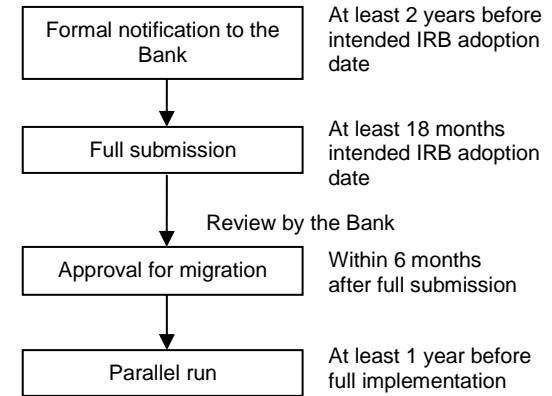 Formal notification to the
Bank
At least 2 years before
intended IRB adoption
date
Full submission
At least 18 months
intended IRB adoption
date
Review by the Bank
Approval for migration
Within 6 months
after full submission
Parallel run
At least 1 year before
full implementation